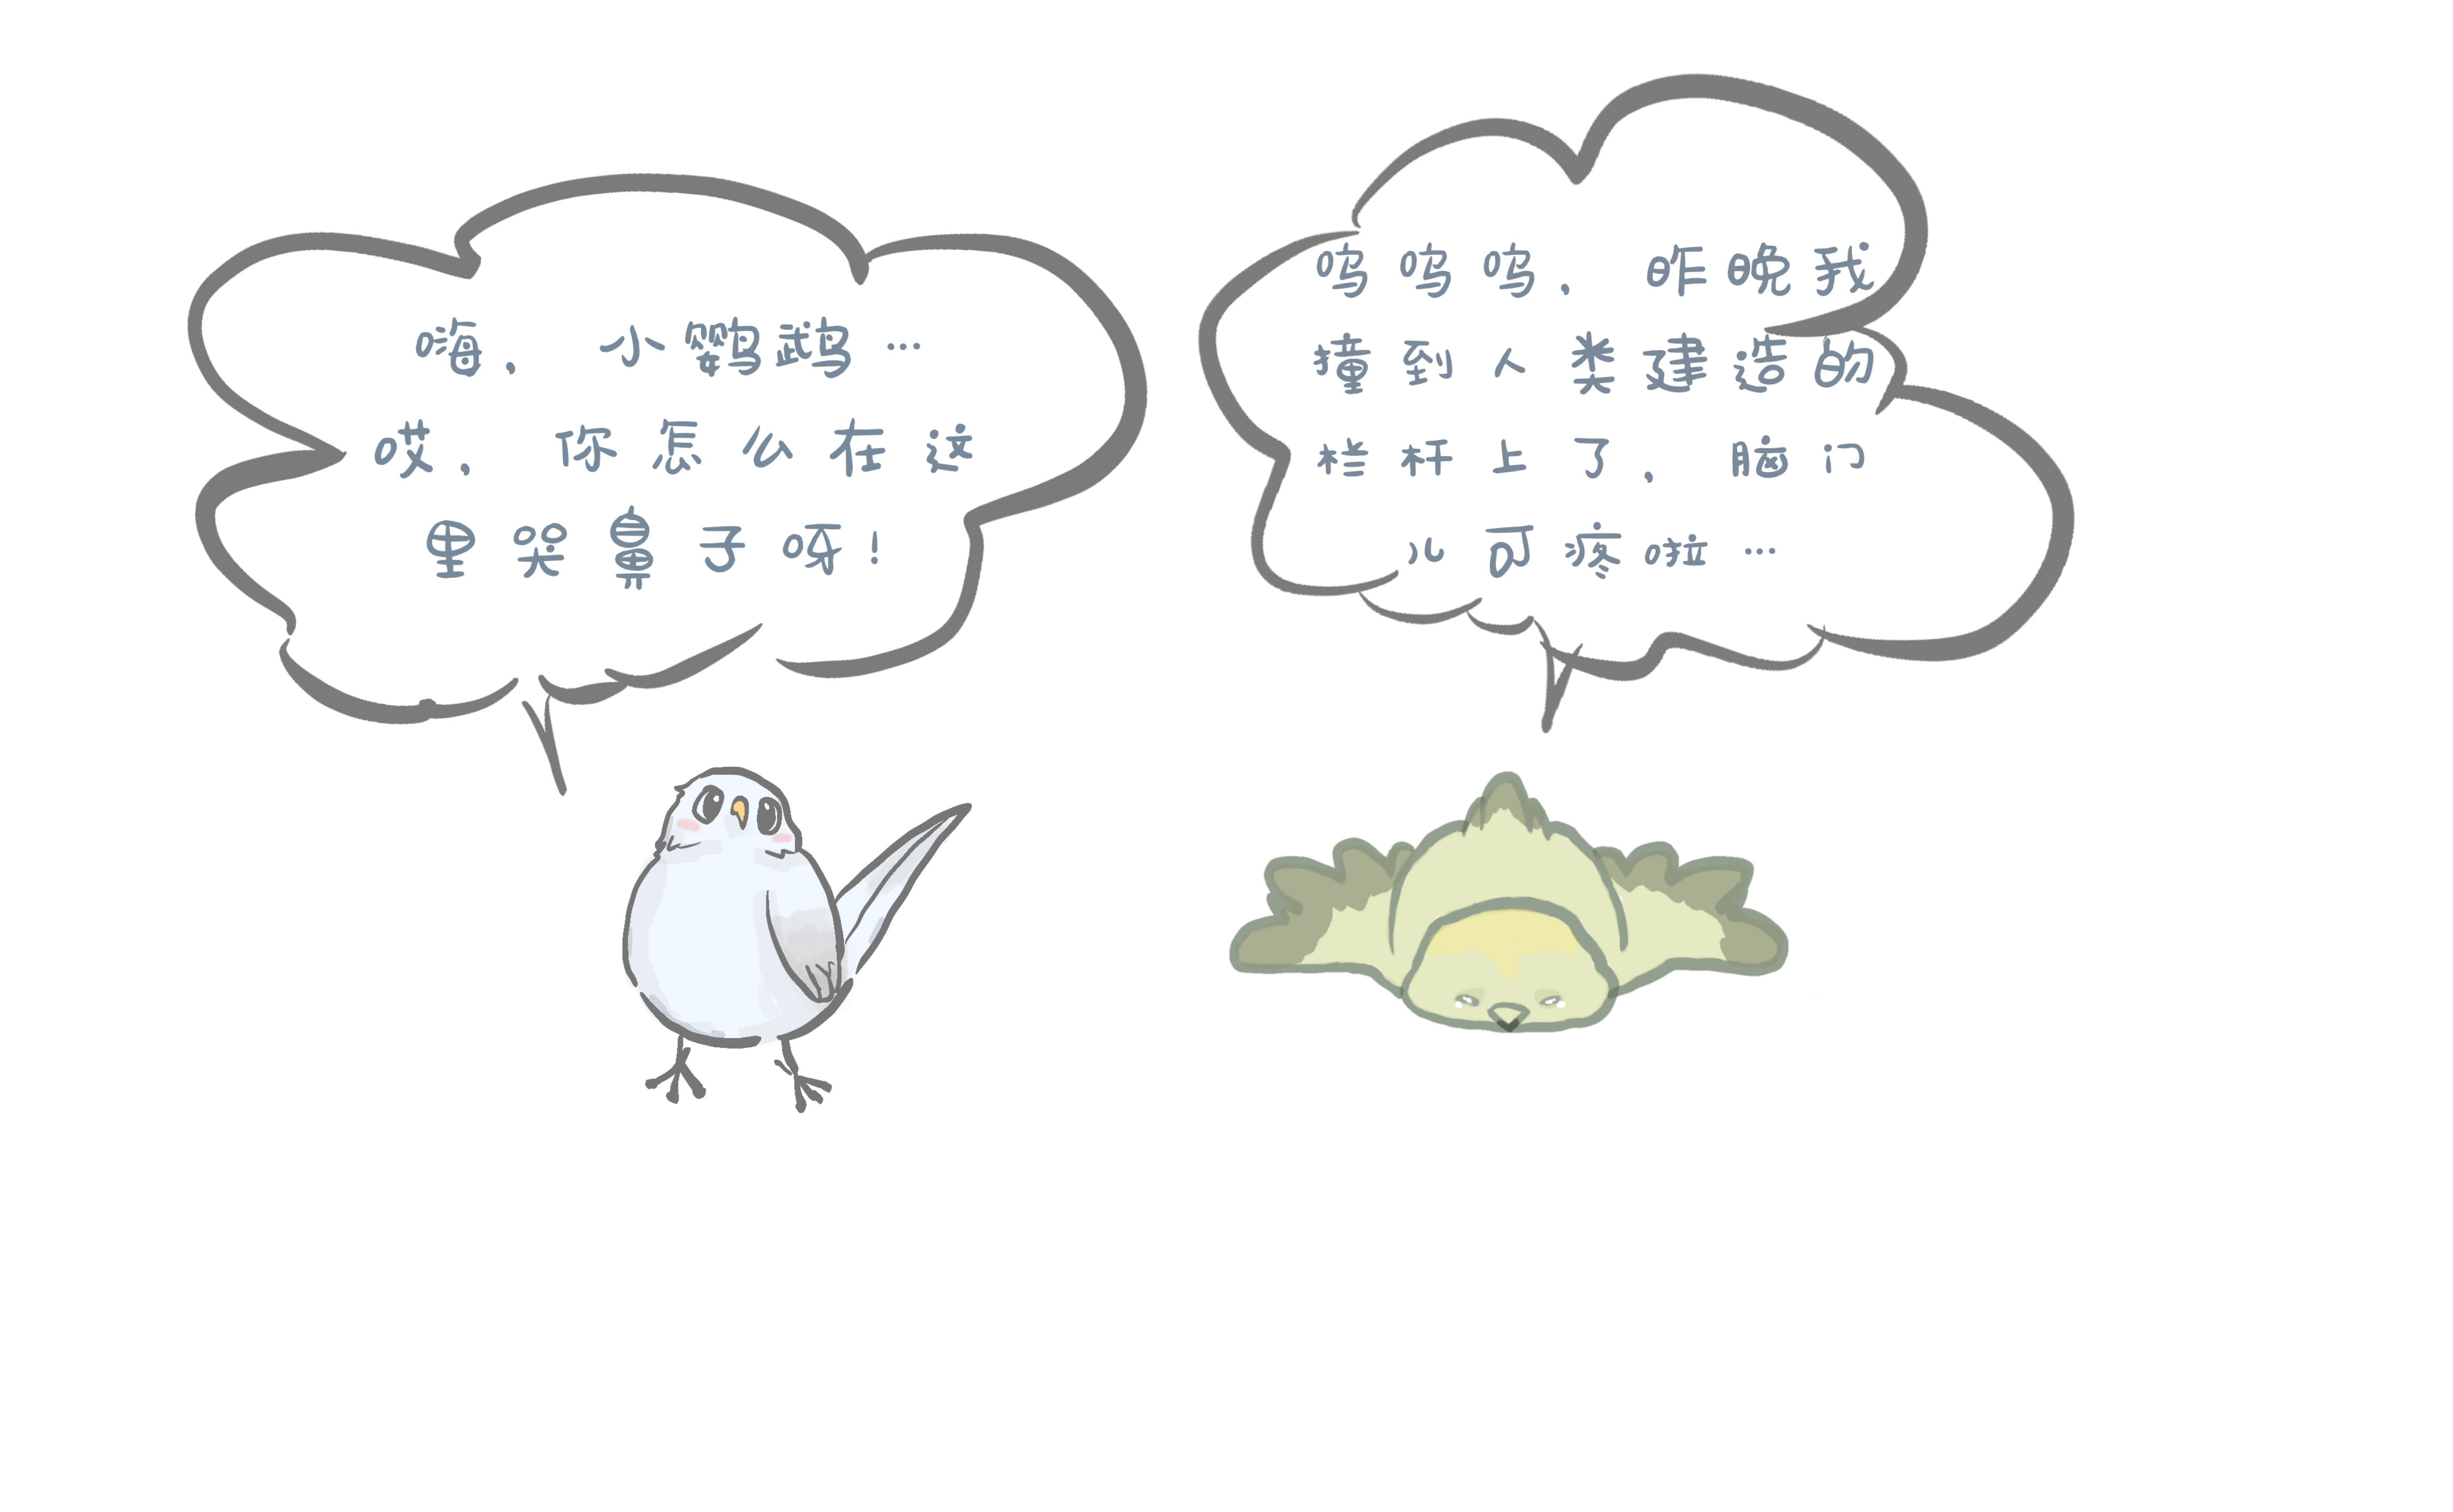 嗨，小鹦鹉…
哎，你怎么在这
里哭鼻子呀！
呜呜呜，昨晚我
撞到人类建造的
栏杆上了，脑门
儿可疼啦…